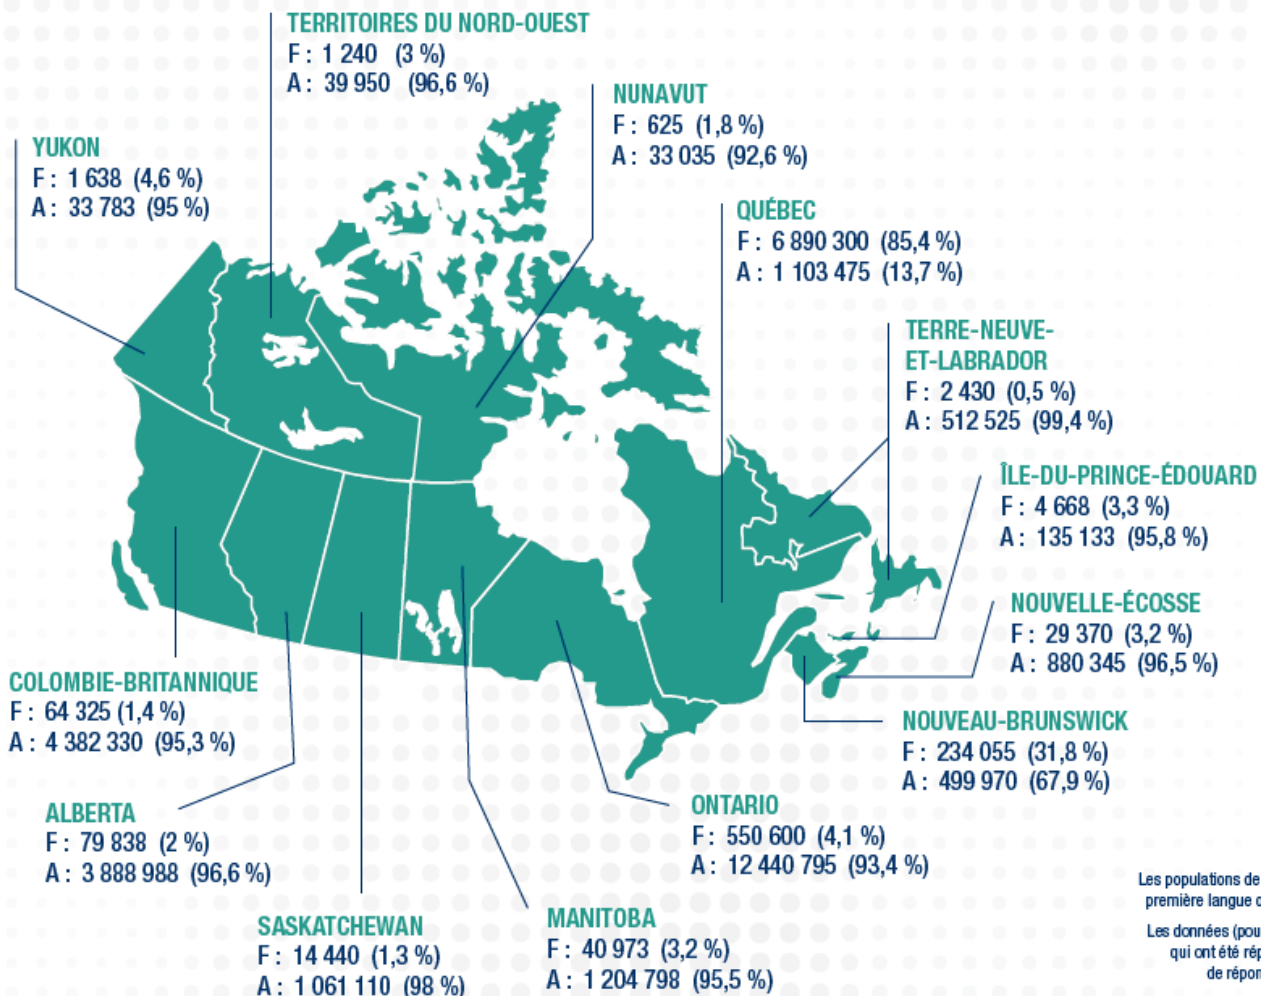 TERRITOIRES DU NORD-OUEST
F : 1 240 (3 %)
A : 39 950 (96,6 %)
NUNAVUT
F : 625 (1,8 %)
A : 33 035 (92,6 %)
YUKON
F : 1 638 (4,6 %)
A : 33 783 (95 %)
QUÉBEC
F : 6 890 300 (85,4 %)
A : 1 103 475 (13,7 %)
TERRE-NEUVE-
ET-LABRADOR
F : 2 430 (0,5 %)
A : 512 525 (99,4 %)
ÎLE-DU-PRINCE-ÉDOUARD
F : 4 668 (3,3 %)
A : 135 133 (95,8 %)
NOUVELLE-ÉCOSSE
F : 29 370 (3,2 %)
A : 880 345 (96,5 %)
COLOMBIE-BRITANNIQUE
F : 64 325 (1,4 %)
A : 4 382 330 (95,3 %)
NOUVEAU-BRUNSWICK
F : 234 055 (31,8 %)
A : 499 970 (67,9 %)
ALBERTA
F : 79 838 (2 %)
A : 3 888 988 (96,6 %)
ONTARIO
F : 550 600 (4,1 %)
A : 12 440 795 (93,4 %)
SASKATCHEWAN
F : 14 440 (1,3 %)
A : 1 061 110 (98 %)
MANITOBA
F : 40 973 (3,2 %)
A : 1 204 798 (95,5 %)
Les populations de
première langue
Les données (pou
qui ont été rép
de répon